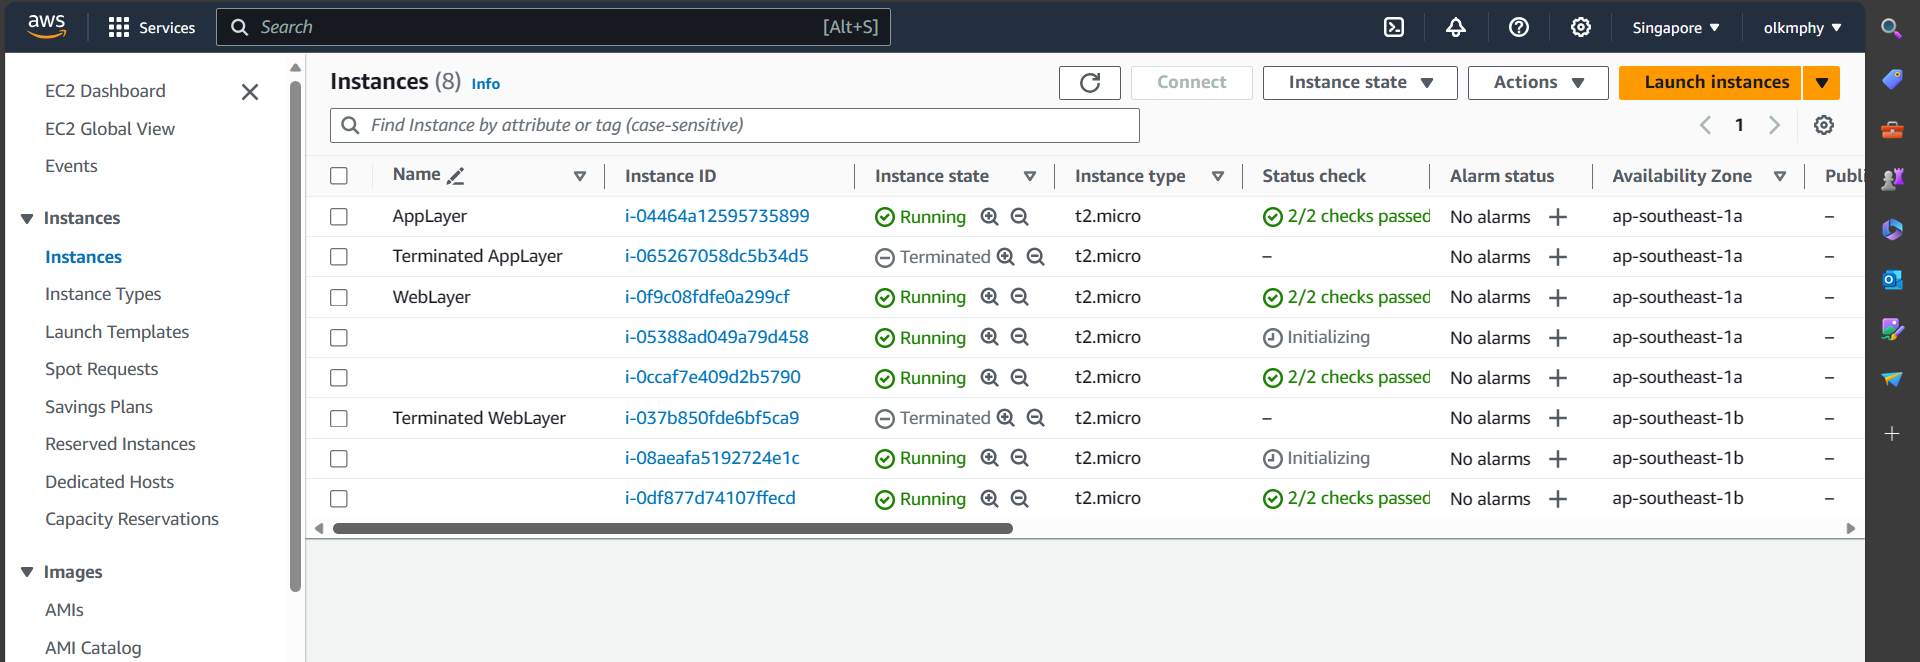 aws Services Search [Alt+S] Singapore olkmphy
EC2 Dashboard
EC2 Global View
Events
Instances
Instances
Instance Types
Launch Templates
Spot Requests
Savings Plans
Reserved Instances
Dedicated Hosts
Capacity Reservations
Images
AMIs
AMI Catalog
Instances (8) Info Connect Instance state Actions Launch instances
Find Instance by attribute or tag (case-sensitive) 1
Name Instance ID Instance state Instance type Status check Alarm status Availability Zone Publi
AppLayer i-04464a12595735899 Running t2.micro 2/2 checks passed No alarms + ap-southeast-1a –
Terminated AppLayer i-065267058dc5b34d5 Terminated t2.micro – No alarms + ap-southeast-1a –
WebLayer i-0f9c08fdfe0a299cf Running t2.micro 2/2 checks passed No alarms + ap-southeast-1a –
i-05388ad049a79d458 Running t2.micro Initializing No alarms + ap-southeast-1a –
i-0ccaf7e409d2b5790 Running t2.micro 2/2 checks passed No alarms + ap-southeast-1a –
Terminated WebLayer i-037b850fde6bf5ca9 Terminated t2.micro – No alarms + ap-southeast-1b –
i-08aeafa5192724e1c Running t2.micro Initializing No alarms + ap-southeast-1b –
i-0df877d74107ffecd Running t2.micro 2/2 checks passed No alarms + ap-southeast-1b –